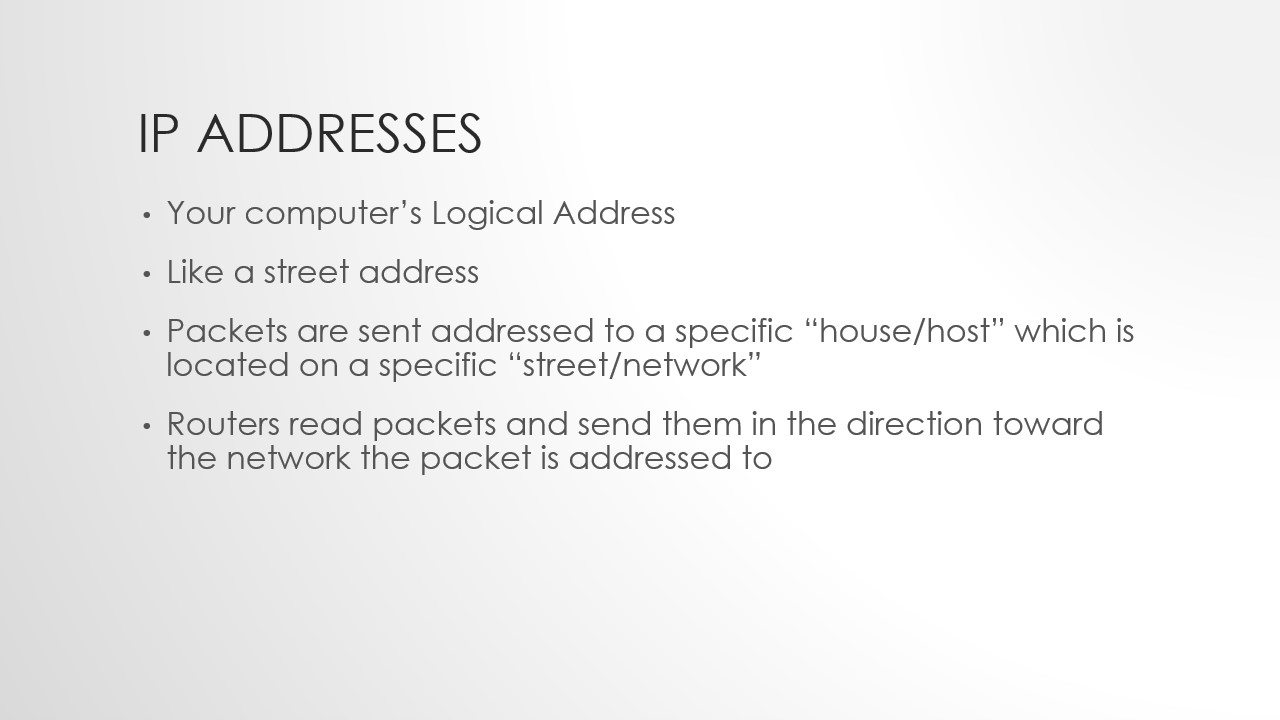 IP ADDRESSES
• Your computer’s Logical Address
• Like a street address
• Packets are sent addressed to a specific “house/host” which is
located on a specific “street/network”
• Routers read packets and send them in the direction toward
the network the packet is addressed to